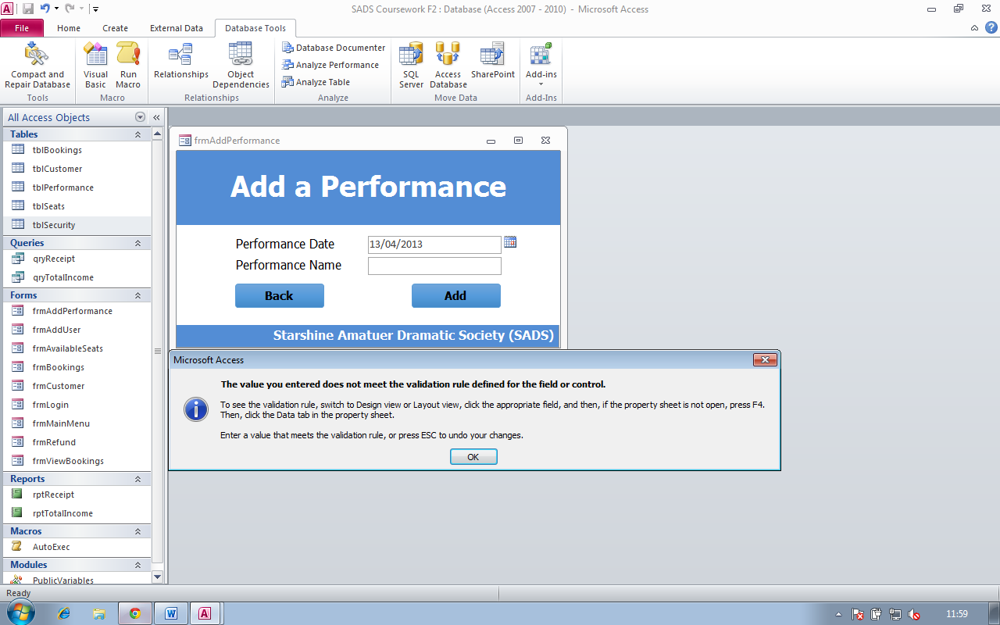 SADS Coursework F2 : Database (Access 2007 - 2010) - Microsoft Access
File Home Create External Data Database Tools
Compact and Repair Database
Visual Basic
Run Macro
Relationships
Object Dependencies
Database Documenter
Analyze Performance
Analyze Table
SQL Server
Access Database
SharePoint
Add-ins
Tools Macro Relationships Analyze Move Data Add-Ins
All Access Objects
Tables
tblBookings
tblCustomer
tblPerformance
tblSeats
tblSecurity
Queries
qryReceipt
qryTotalIncome
Forms
frmAddPerformance
frmAddUser
frmAvailableSeats
frmBookings
frmCustomer
frmLogin
frmMainMenu
frmRefund
frmViewBookings
Reports
rptReceipt
rptTotalIncome
Macros
AutoExec
Modules
PublicVariables
frmAddPerformance
Add a Performance
Performance Date 13/04/2013
Performance Name
Back Add
Starshine Amatuer Dramatic Society (SADS)
Microsoft Access
The value you entered does not meet the validation rule defined for the field or control.
To see the validation rule, switch to Design view or Layout view, click the appropriate field, and then, if the property sheet is not open, press F4.
Then, click the Data tab in the property sheet.
Enter a value that meets the validation rule, or press ESC to undo your changes.
OK
Ready
11:59